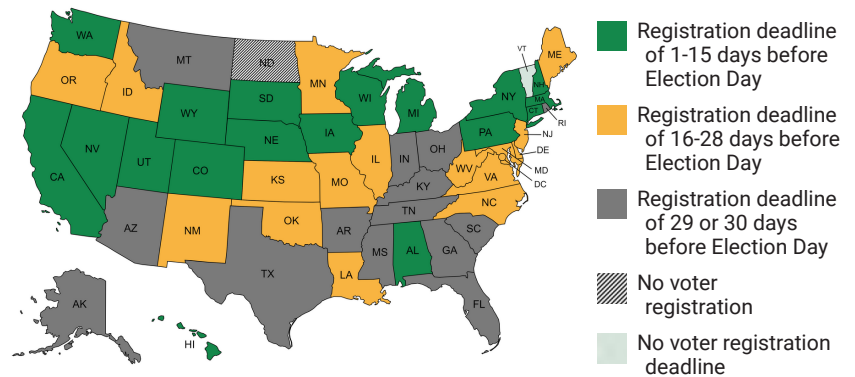 WA
MT
ND
MN
VT
ME
OR
ID
SD
WI
MI
NY
NH
MA
CT
RI
WY
NE
IA
PA
NJ
NV
UT
CO
IL
IN
OH
DE
WV
VA
MD
DC
CA
KS
MO
KY
NC
TN
AZ
NM
OK
AR
SC
TX
LA
MS
AL
GA
AK
HI
FL
Registration deadline
of 1-15 days before
Election Day
Registration deadline
of 16-28 days before
Election Day
Registration deadline
of 29 or 30 days
before Election Day
No voter
registration
No voter registration
deadline